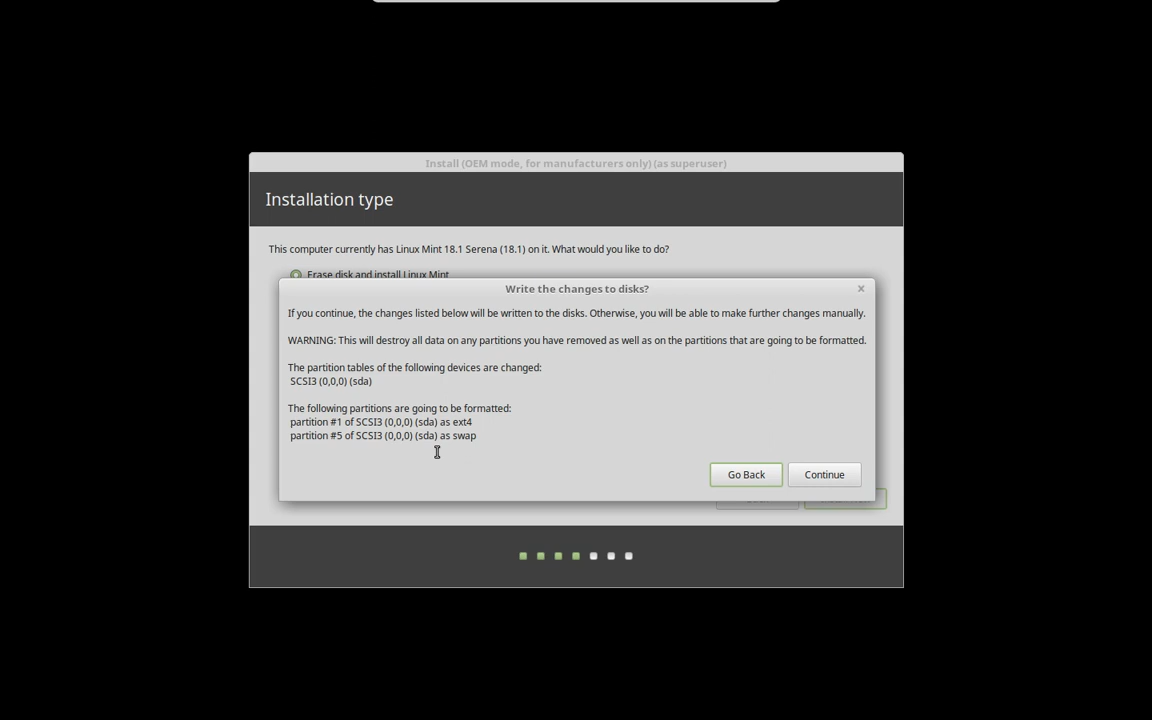 Install (OEM mode, for manufacturers only) (as superuser)
Installation type
This computer currently has Linux Mint 18.1 Serena (18.1) on it. What would you like to do?
Erase disk and install Linux Mint
Write the changes to disks?
If you continue, the changes listed below will be written to the disks. Otherwise, you will be able to make further changes manually.
WARNING: This will destroy all data on any partitions you have removed as well as on the partitions that are going to be formatted.
The partition tables of the following devices are changed:
SCSI3 (0,0,0) (sda)
The following partitions are going to be formatted:
partition #1 of SCSI3 (0,0,0) (sda) as ext4
partition #5 of SCSI3 (0,0,0) (sda) as swap
Go Back
Continue